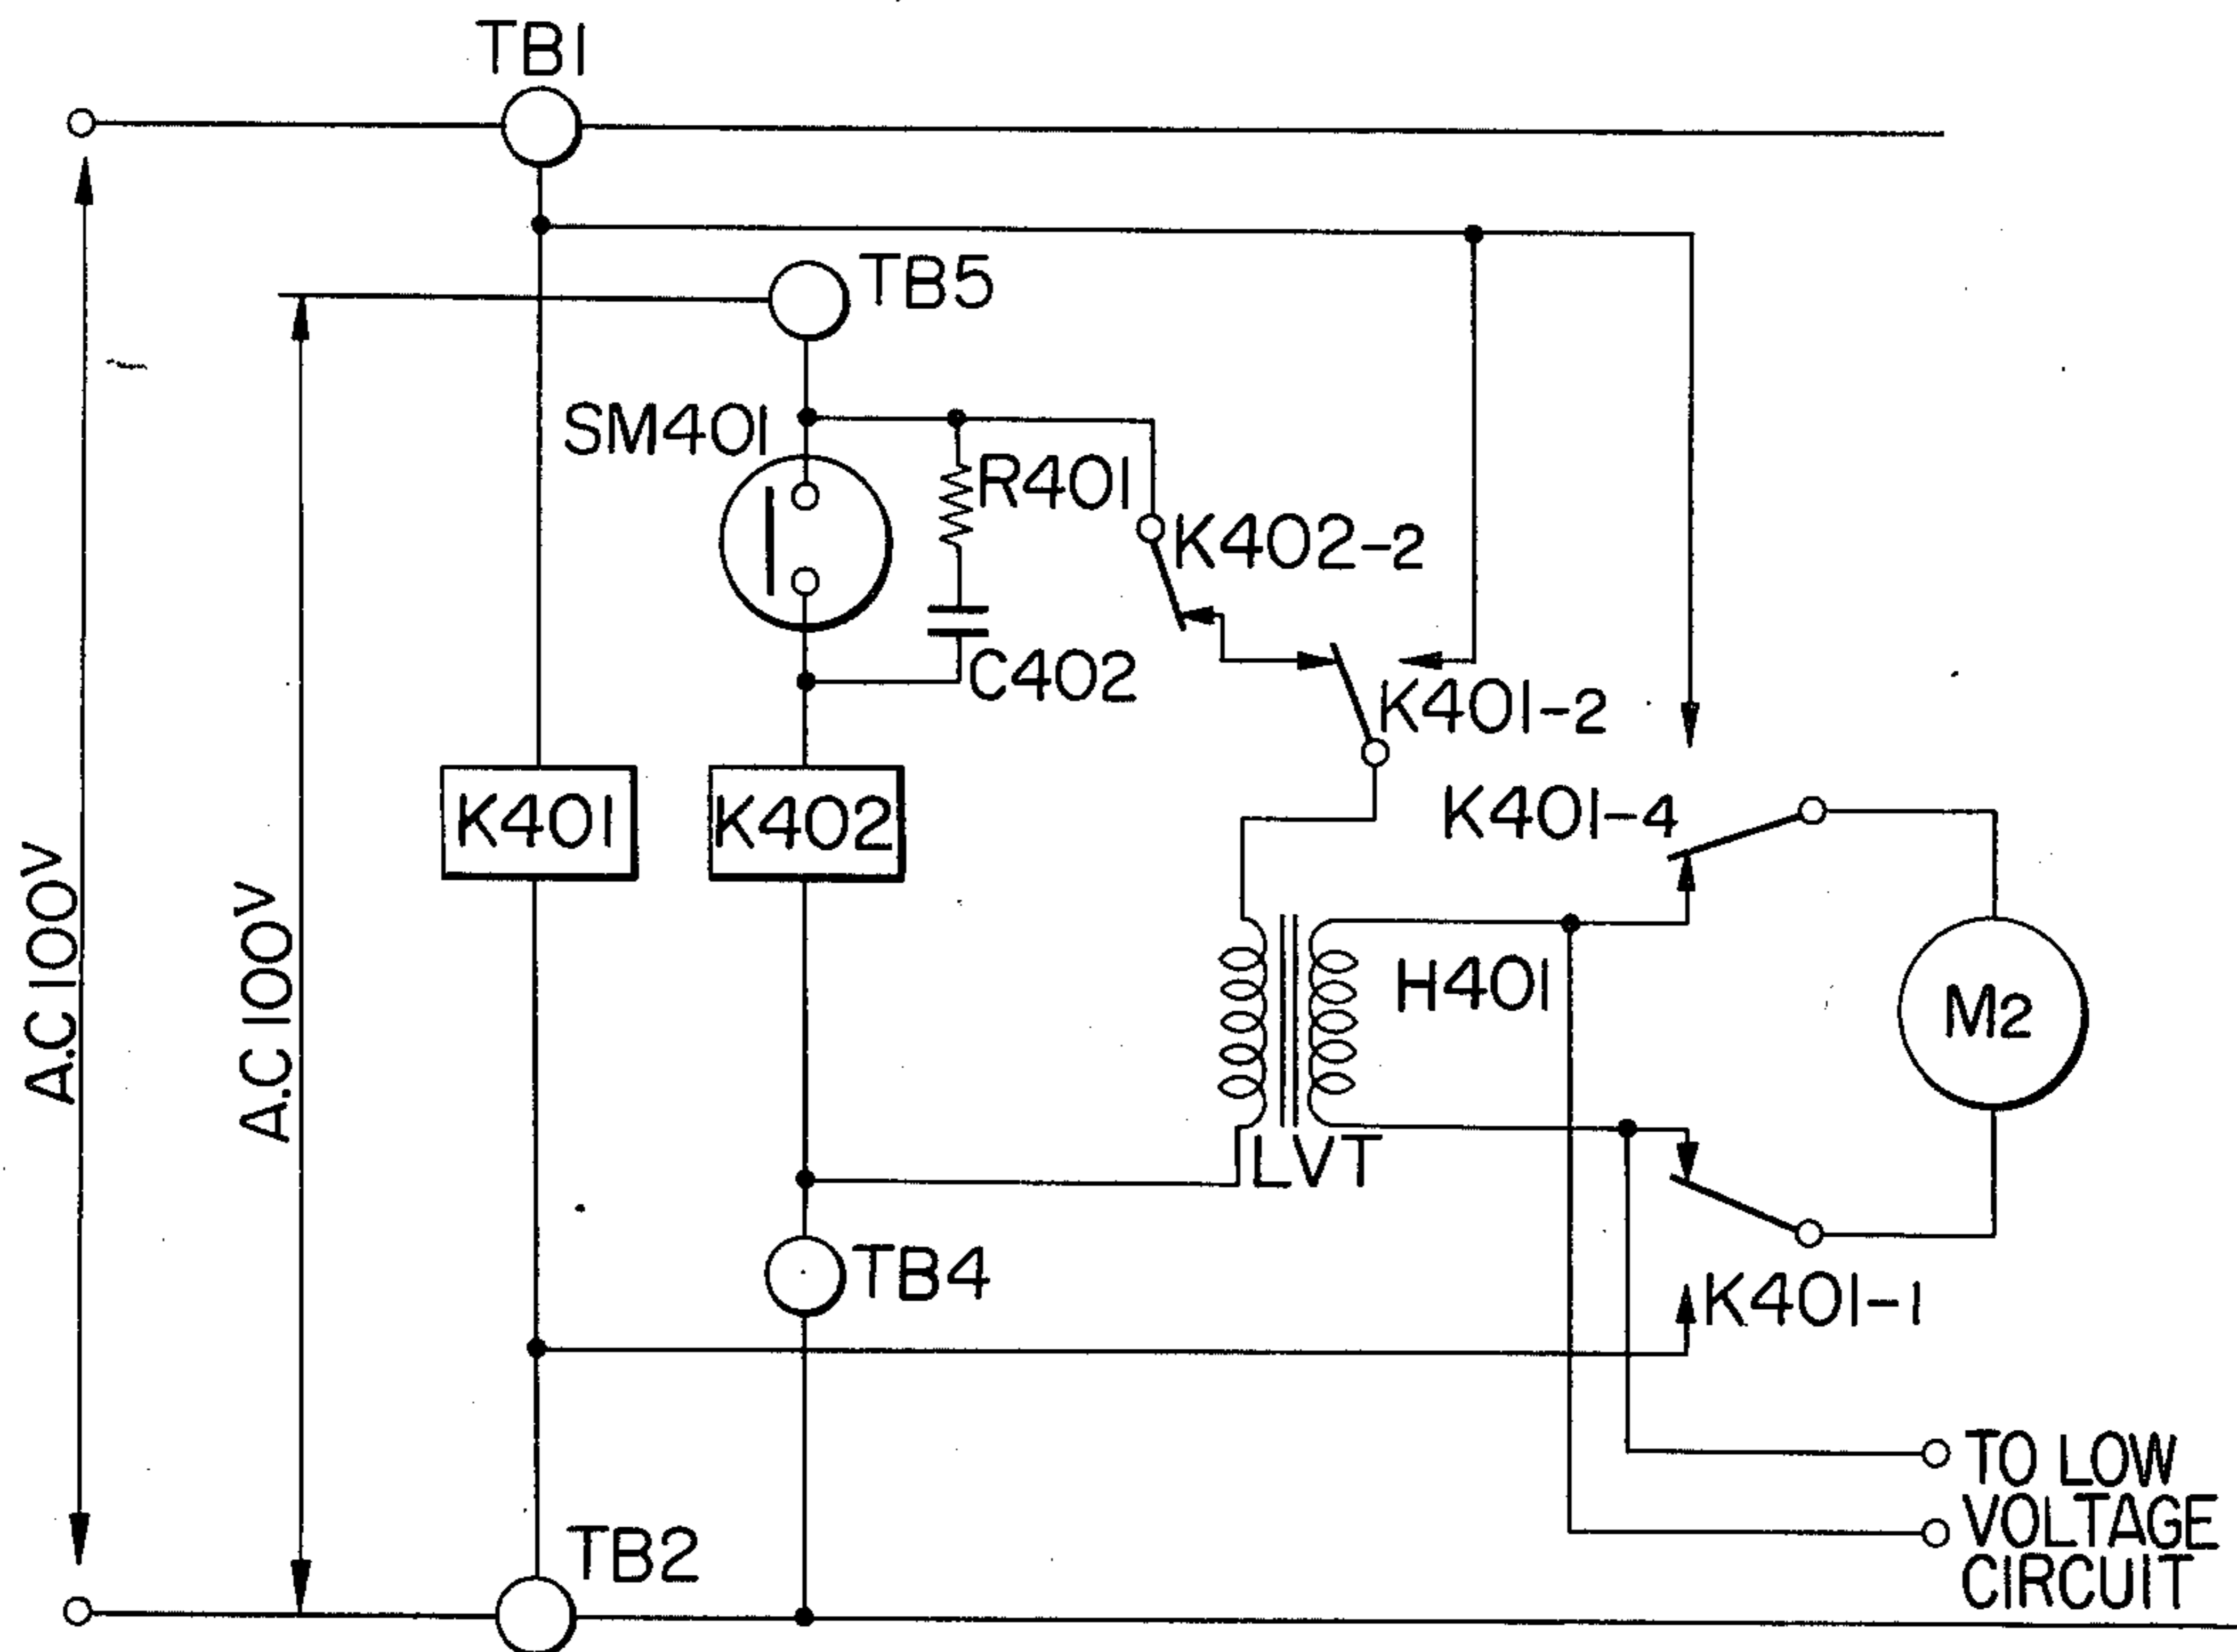 TB1
TB5
SM401
R401
K402-2
C402
K401-2
K401
K402
K401-4
A.C 100V
A.C 100V
H401
M2
LVT
TB4
K401-1
TO LOW
VOLTAGE
CIRCUIT
TB2